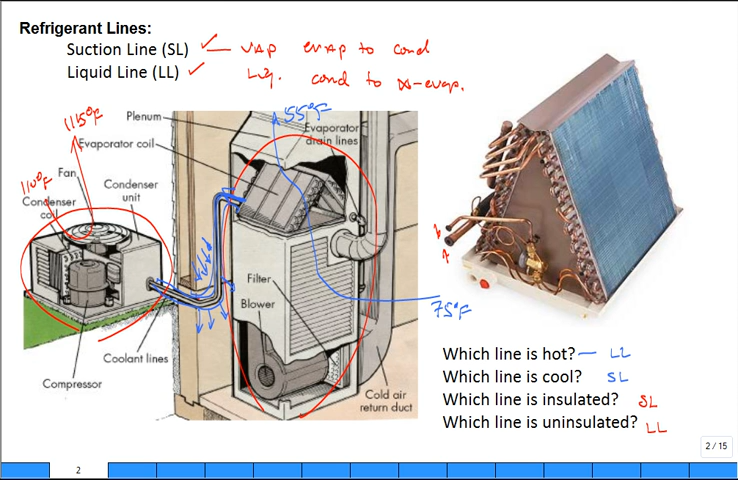 Refrigerant Lines:
Suction Line (SL) ✓ — VAP evap to cond
Liquid Line (LL) ✓ Liq. cond to evap.
115°F
55°F
Plenum
Evaporator drain lines
Evaporator coil
110°F
Fan
Condenser coil
Condenser unit
Filter
Blower
75°F
Coolant lines
Compressor
Cold air return duct
Which line is hot? — LL
Which line is cool? SL
Which line is insulated? SL
Which line is uninsulated? LL
2 / 15
2